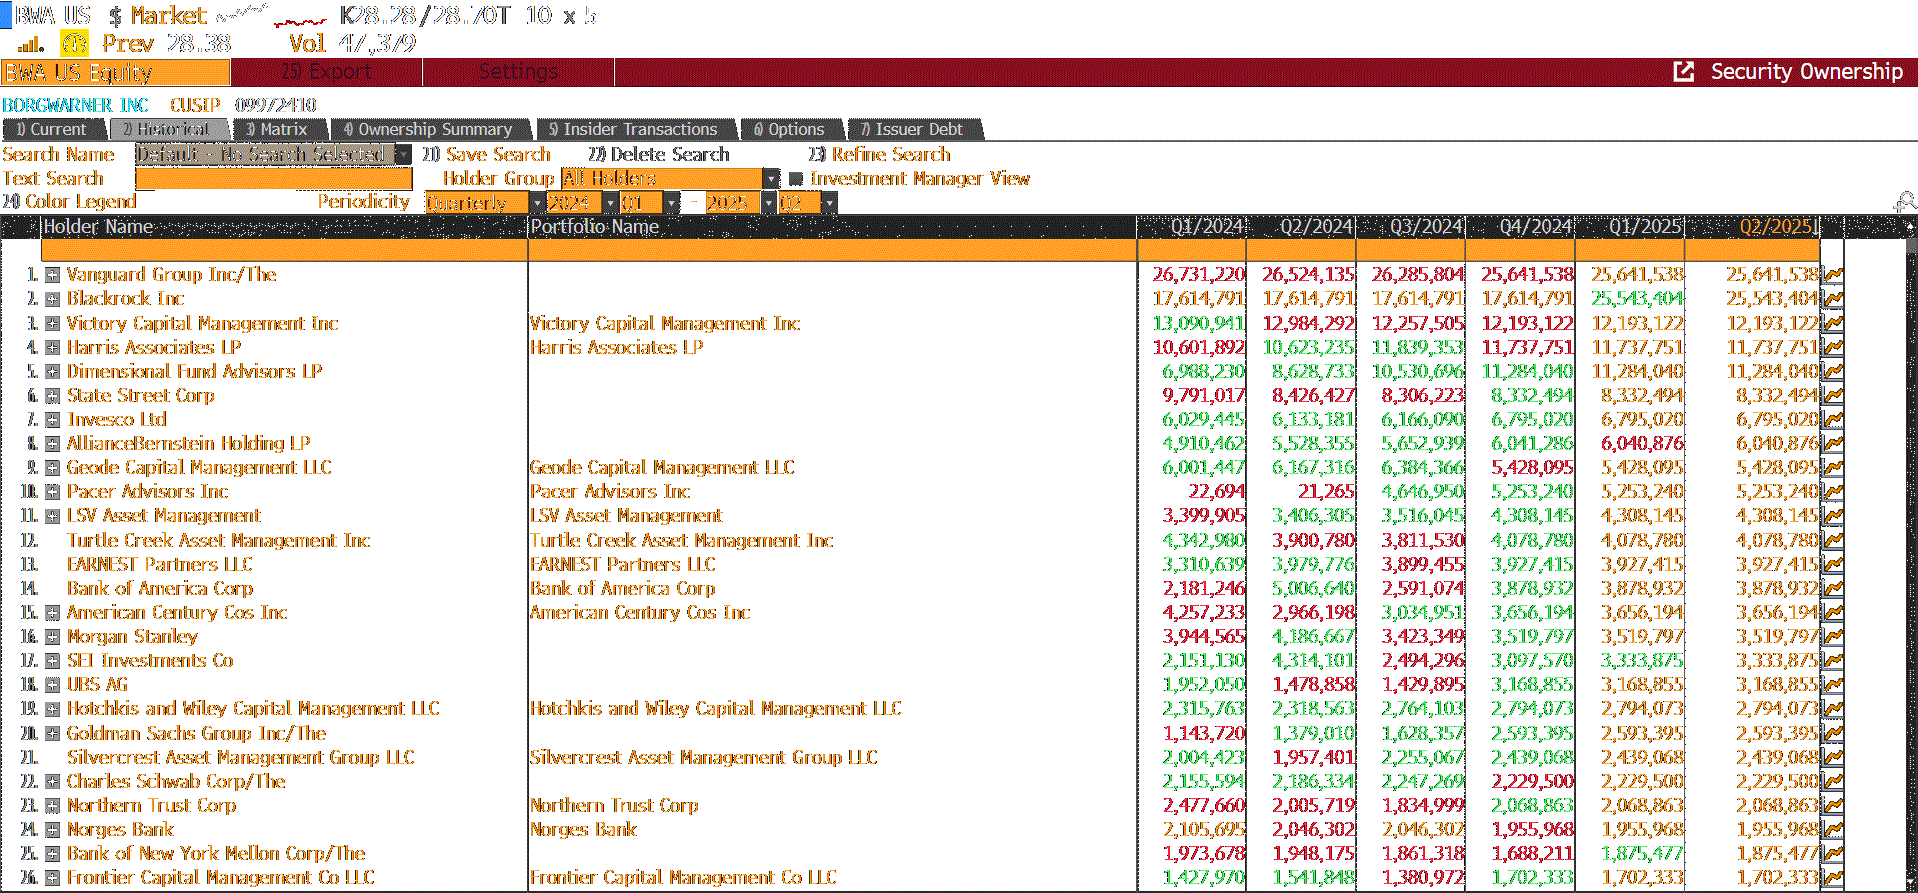 BWA US $ Market K28.28/28.70T 10 x 5
Prev 28.38 Vol 47,379
BWA US Equity 25) Export Settings Security Ownership
BORGWARNER INC CUSIP 09972410
1) Current 2) Historical 3) Matrix 4) Ownership Summary 5) Insider Transactions 6) Options 7) Issuer Debt
Search Name Default - No Search Selected 21) Save Search 22) Delete Search 23) Refine Search
Text Search Holder Group All Holders Investment Manager View
24) Color Legend Periodicity Quarterly 2024 Q1 - 2025 Q2
Holder Name Portfolio Name Q1/2024 Q2/2024 Q3/2024 Q4/2024 Q1/2025 Q2/2025↓
1. Vanguard Group Inc/The 26,731,220 26,524,135 26,285,804 25,641,538 25,641,538 25,641,538
2. Blackrock Inc 17,614,791 17,614,791 17,614,791 17,614,791 25,543,404 25,543,404
3. Victory Capital Management Inc Victory Capital Management Inc 13,090,941 12,984,292 12,257,505 12,193,122 12,193,122 12,193,122
4. Harris Associates LP Harris Associates LP 10,601,892 10,623,235 11,839,353 11,737,751 11,737,751 11,737,751
5. Dimensional Fund Advisors LP 6,988,230 8,628,733 10,530,696 11,284,040 11,284,040 11,284,040
6. State Street Corp 9,791,017 8,426,427 8,306,223 8,332,494 8,332,494 8,332,494
7. Invesco Ltd 6,029,445 6,133,181 6,166,090 6,795,020 6,795,020 6,795,020
8. AllianceBernstein Holding LP 4,910,462 5,528,355 5,652,939 6,041,286 6,040,876 6,040,876
9. Geode Capital Management LLC Geode Capital Management LLC 6,001,447 6,167,316 6,384,366 5,428,095 5,428,095 5,428,095
10. Pacer Advisors Inc Pacer Advisors Inc 22,694 21,265 4,646,950 5,253,240 5,253,240 5,253,240
11. LSV Asset Management LSV Asset Management 3,399,905 3,406,305 3,516,045 4,308,145 4,308,145 4,308,145
12. Turtle Creek Asset Management Inc Turtle Creek Asset Management Inc 4,342,980 3,900,780 3,811,530 4,078,780 4,078,780 4,078,780
13. EARNEST Partners LLC EARNEST Partners LLC 3,310,639 3,979,776 3,899,455 3,927,415 3,927,415 3,927,415
14. Bank of America Corp Bank of America Corp 2,181,246 5,006,640 2,591,074 3,878,932 3,878,932 3,878,932
15. American Century Cos Inc American Century Cos Inc 4,257,233 2,966,198 3,034,951 3,656,194 3,656,194 3,656,194
16. Morgan Stanley 3,944,565 4,186,667 3,423,349 3,519,797 3,519,797 3,519,797
17. SEI Investments Co 2,151,130 4,314,101 2,494,296 3,097,570 3,333,875 3,333,875
18. UBS AG 1,952,050 1,478,858 1,429,895 3,168,855 3,168,855 3,168,855
19. Hotchkis and Wiley Capital Management LLC Hotchkis and Wiley Capital Management LLC 2,315,763 2,318,563 2,764,103 2,794,073 2,794,073 2,794,073
20. Goldman Sachs Group Inc/The 1,143,720 1,379,010 1,628,357 2,593,395 2,593,395 2,593,395
21. Silvercrest Asset Management Group LLC Silvercrest Asset Management Group LLC 2,004,423 1,957,401 2,255,067 2,439,068 2,439,068 2,439,068
22. Charles Schwab Corp/The 2,155,594 2,186,334 2,247,269 2,229,500 2,229,500 2,229,500
23. Northern Trust Corp Northern Trust Corp 2,477,660 2,005,719 1,834,999 2,068,863 2,068,863 2,068,863
24. Norges Bank Norges Bank 2,105,695 2,046,302 2,046,302 1,955,968 1,955,968 1,955,968
25. Bank of New York Mellon Corp/The 1,973,678 1,948,175 1,861,318 1,688,211 1,875,477 1,875,477
26. Frontier Capital Management Co LLC Frontier Capital Management Co LLC 1,427,970 1,541,848 1,380,972 1,702,333 1,702,333 1,702,333